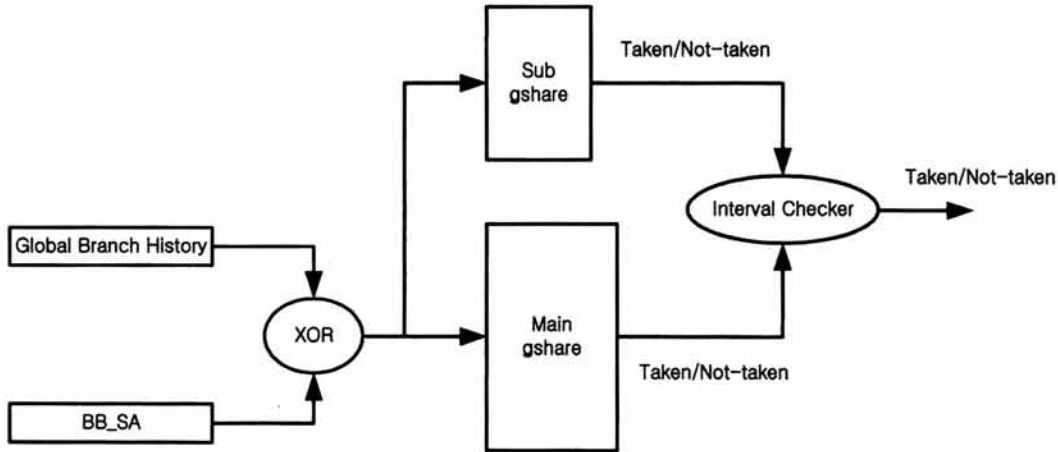 Taken/Not-taken
Sub
gshare
Taken/Not-taken
Interval Checker
Global Branch History
XOR
Main
gshare
Taken/Not-taken
BB_SA